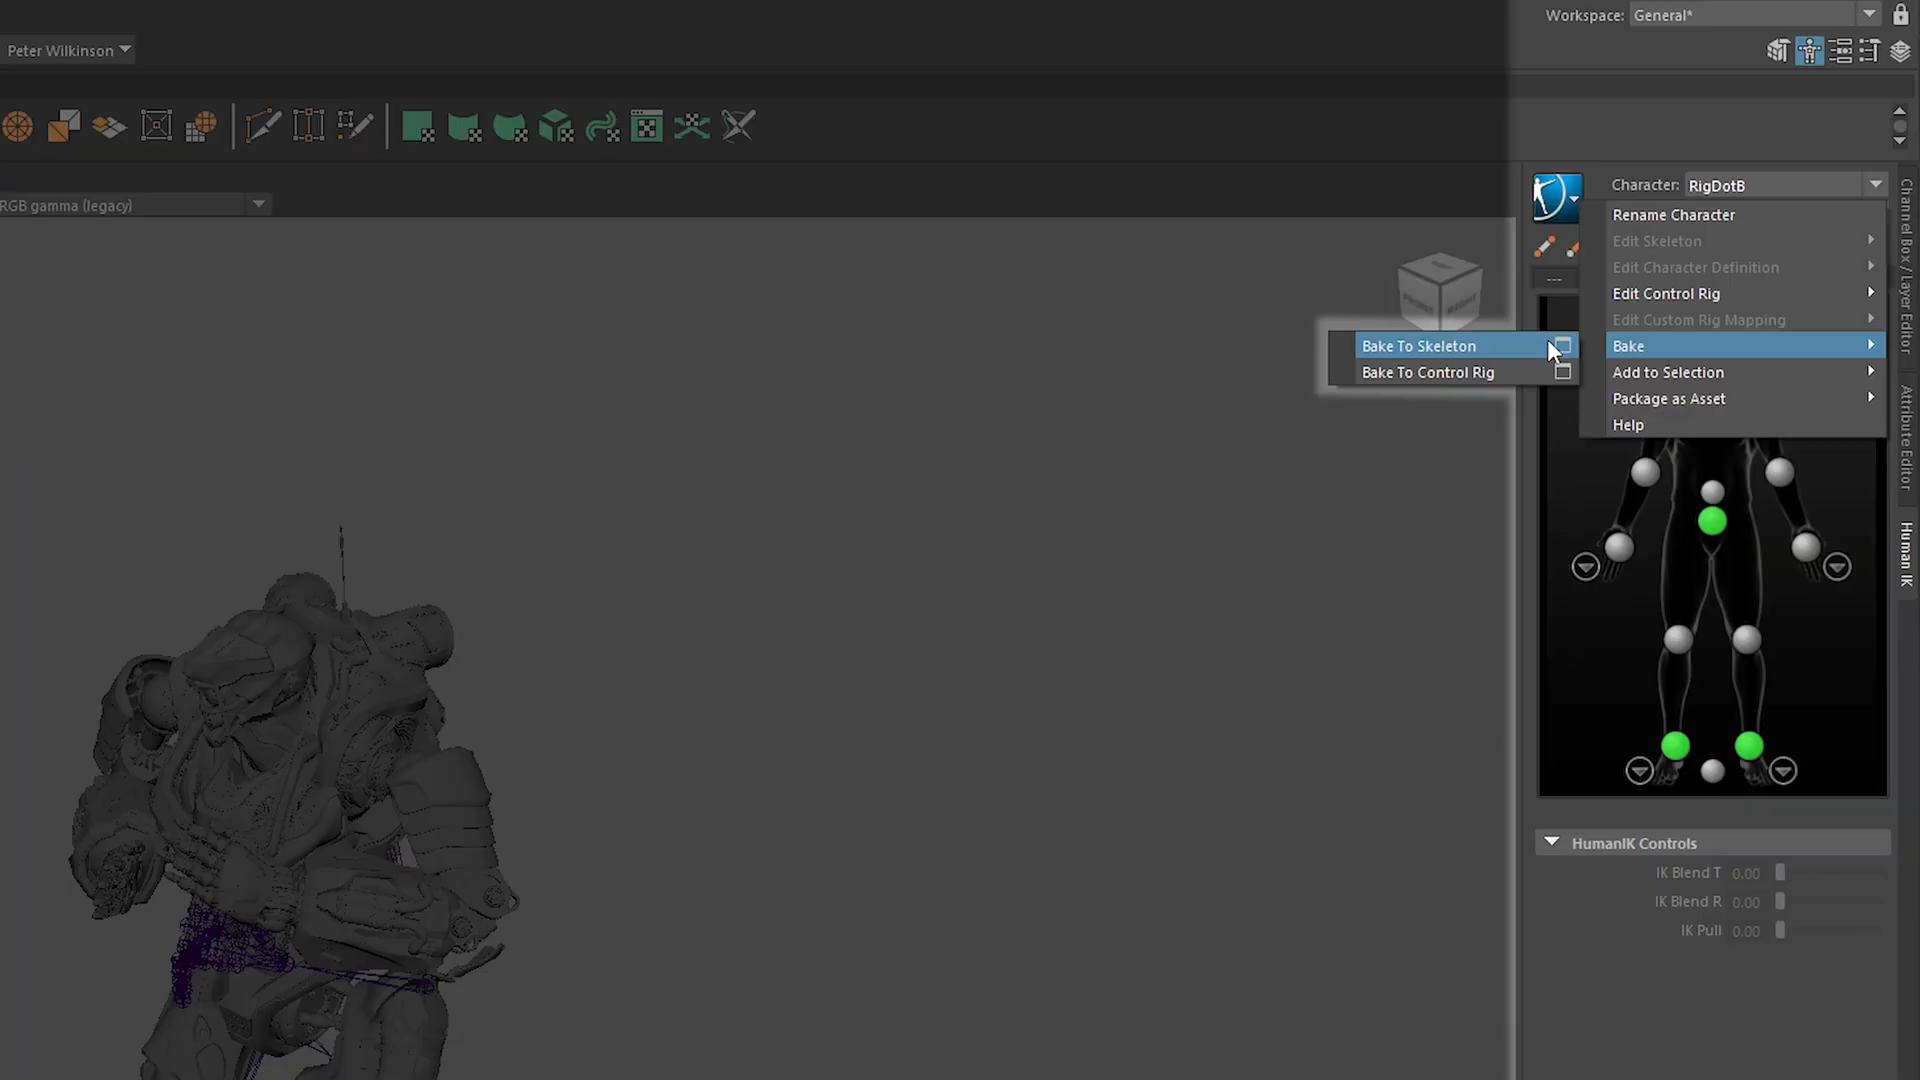 Workspace: General*
Peter Wilkinson
RGB gamma (legacy)
Character: RigDotB
Rename Character
Edit Skeleton
Edit Character Definition
Edit Control Rig
Edit Custom Rig Mapping
Bake
Add to Selection
Package as Asset
Help
Bake To Skeleton
Bake To Control Rig
---
RIGHT
Channel Box / Layer Editor
Attribute Editor
Human IK
HumanIK Controls
IK Blend T 0.00
IK Blend R 0.00
IK Pull 0.00